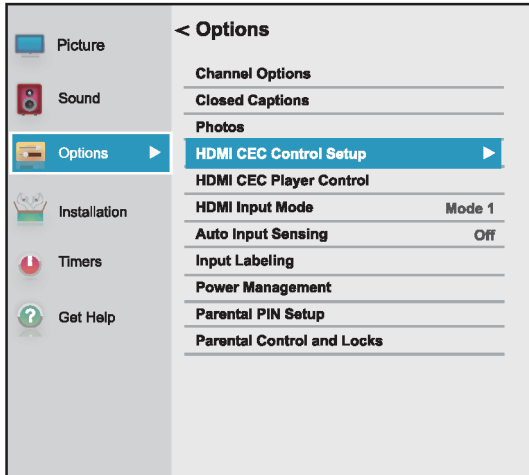 Picture
Sound
Options
Installation
Timers
Get Help
< Options
Channel Options
Closed Captions
Photos
HDMI CEC Control Setup
HDMI CEC Player Control
HDMI Input Mode Mode 1
Auto Input Sensing Off
Input Labeling
Power Management
Parental PIN Setup
Parental Control and Locks